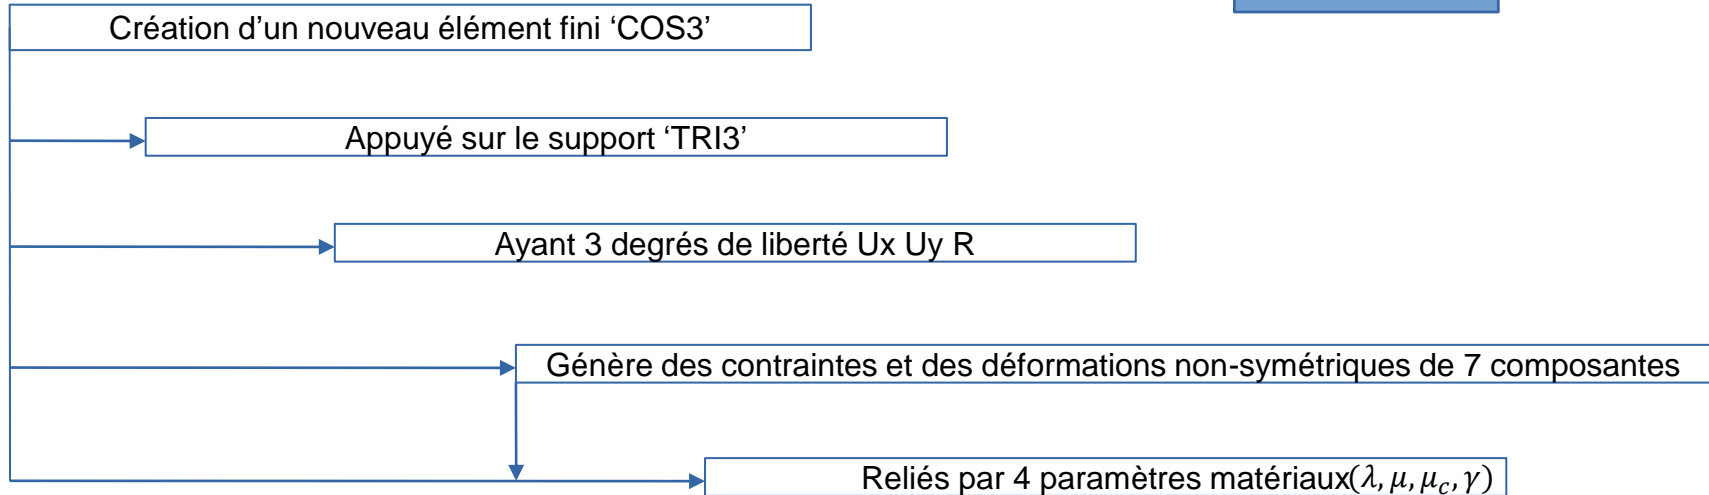 Création d’un nouveau élément fini ‘COS3’
Appuyé sur le support ‘TRI3’
Ayant 3 degrés de liberté Ux Uy R
Génère des contraintes et des déformations non-symétriques de 7 composantes
Reliés par 4 paramètres matériaux(λ, μ, μ_c, γ)